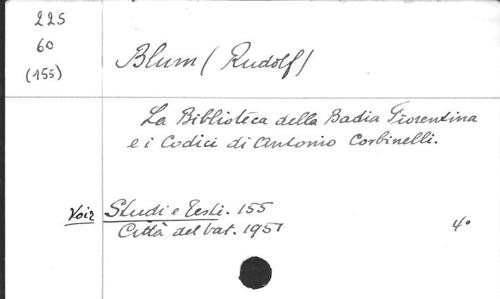 225
60
(155)
Blum (Rudolf)
La Biblioteca della Badia Fiorentina
e i Codici di Antonio Corbinelli.
Voir Studi e Testi. 155
Città del Vat. 1951
4°